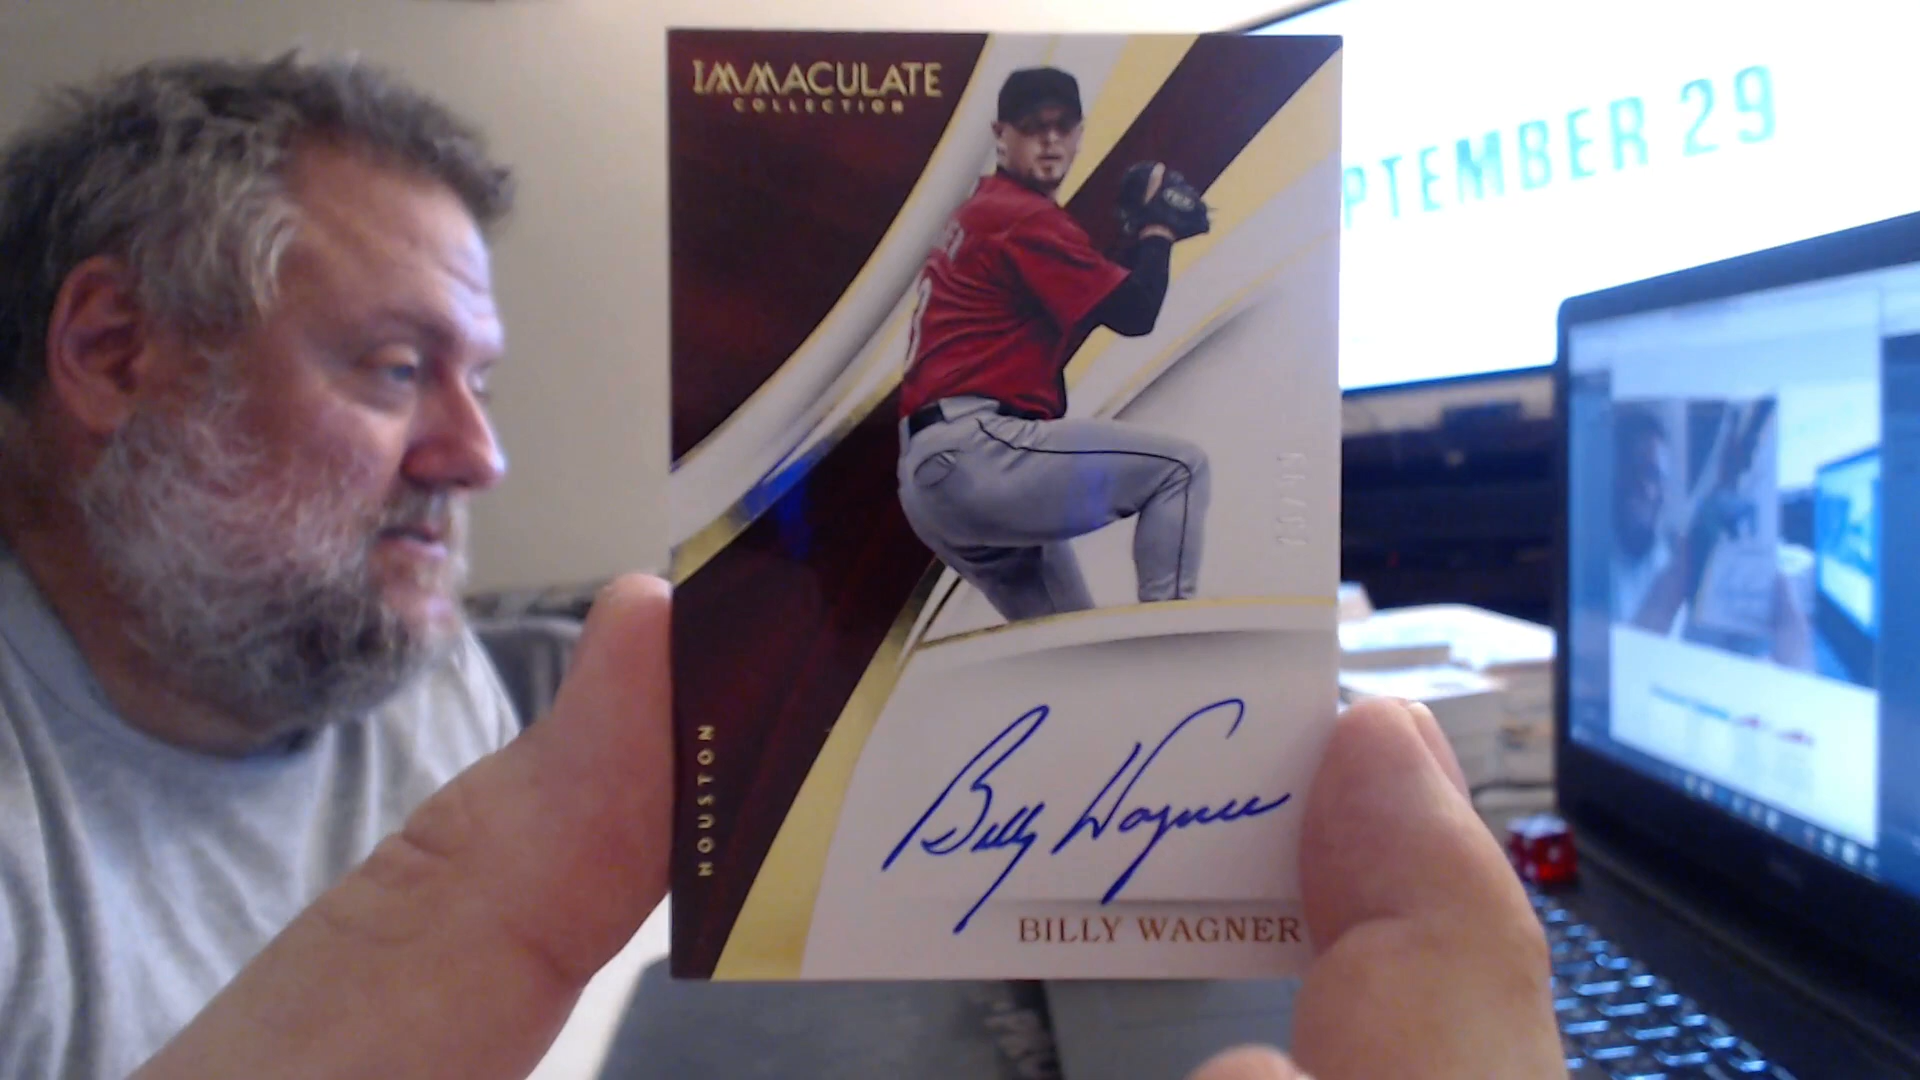 IMMACULATE
COLLECTION
PTEMBER 29
HOUSTON
Billy Wagner
BILLY WAGNER